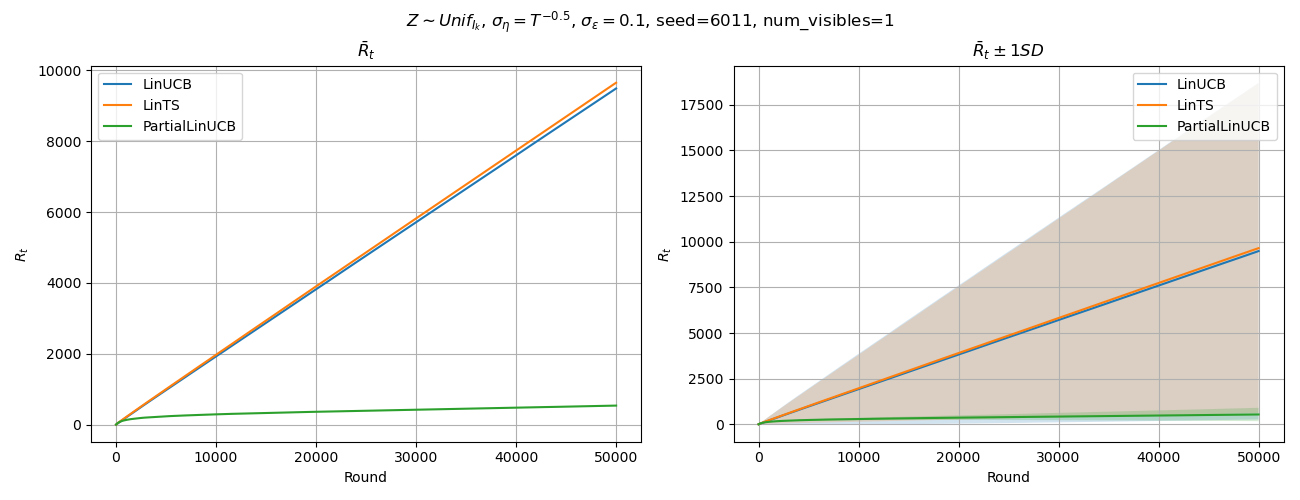 Z ∼ Unif_{I_k}, σ_η = T^{−0.5}, σ_ε = 0.1, seed=6011, num_visibles=1
R̄_t
10000
8000
6000
4000
2000
0
R_t
LinUCB
LinTS
PartialLinUCB
0 10000 20000 30000 40000 50000
Round
R̄_t ± 1SD
17500
15000
12500
10000
7500
5000
2500
0
R_t
LinUCB
LinTS
PartialLinUCB
0 10000 20000 30000 40000 50000
Round